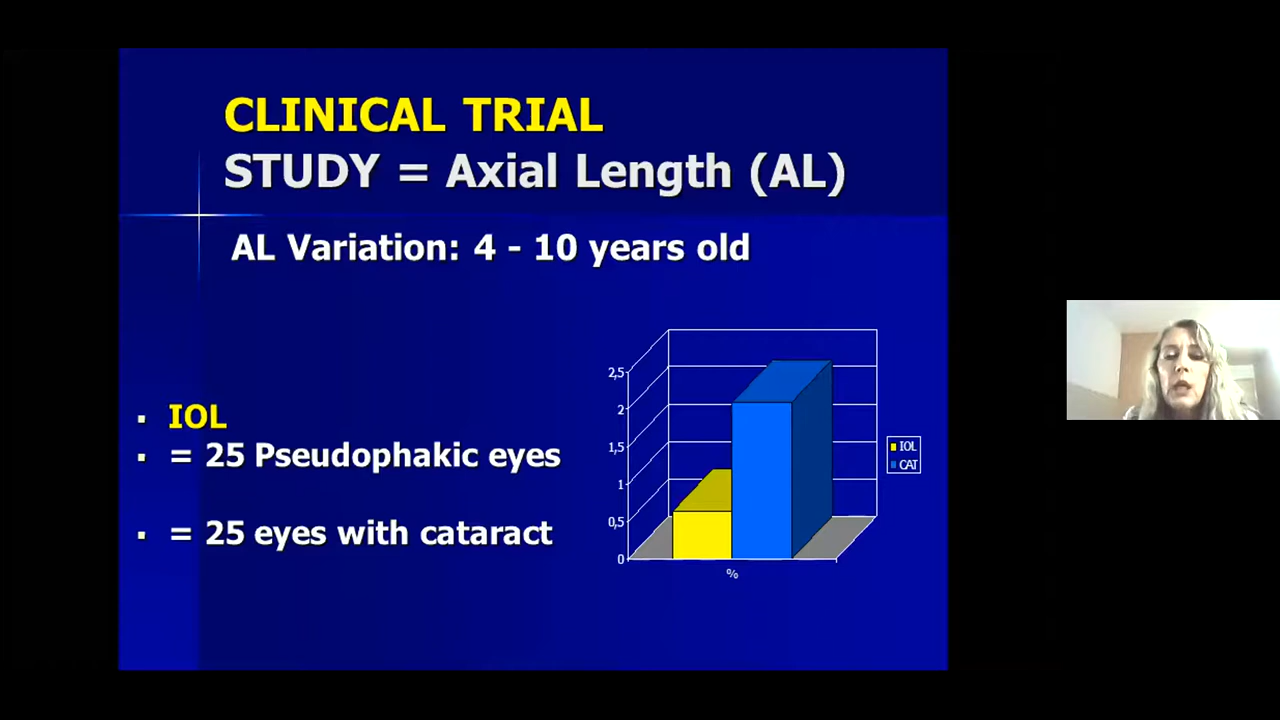 CLINICAL TRIAL
STUDY = Axial Length (AL)
AL Variation: 4 - 10 years old
▪ IOL
▪ = 25 Pseudophakic eyes
▪ = 25 eyes with cataract
2,5
2
1,5
1
0,5
0
%
IOL
CAT